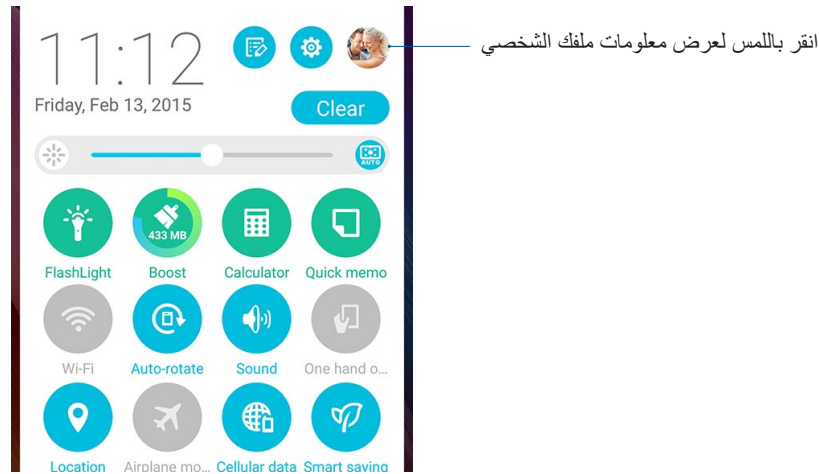 11:12
انقر باللمس لعرض معلومات ملفك الشخصي
Friday, Feb 13, 2015
Clear
AUTO
433 MB
FlashLight Boost Calculator Quick memo
Wi-Fi Auto-rotate Sound One hand o...
Location Airplane mo... Cellular data Smart saving